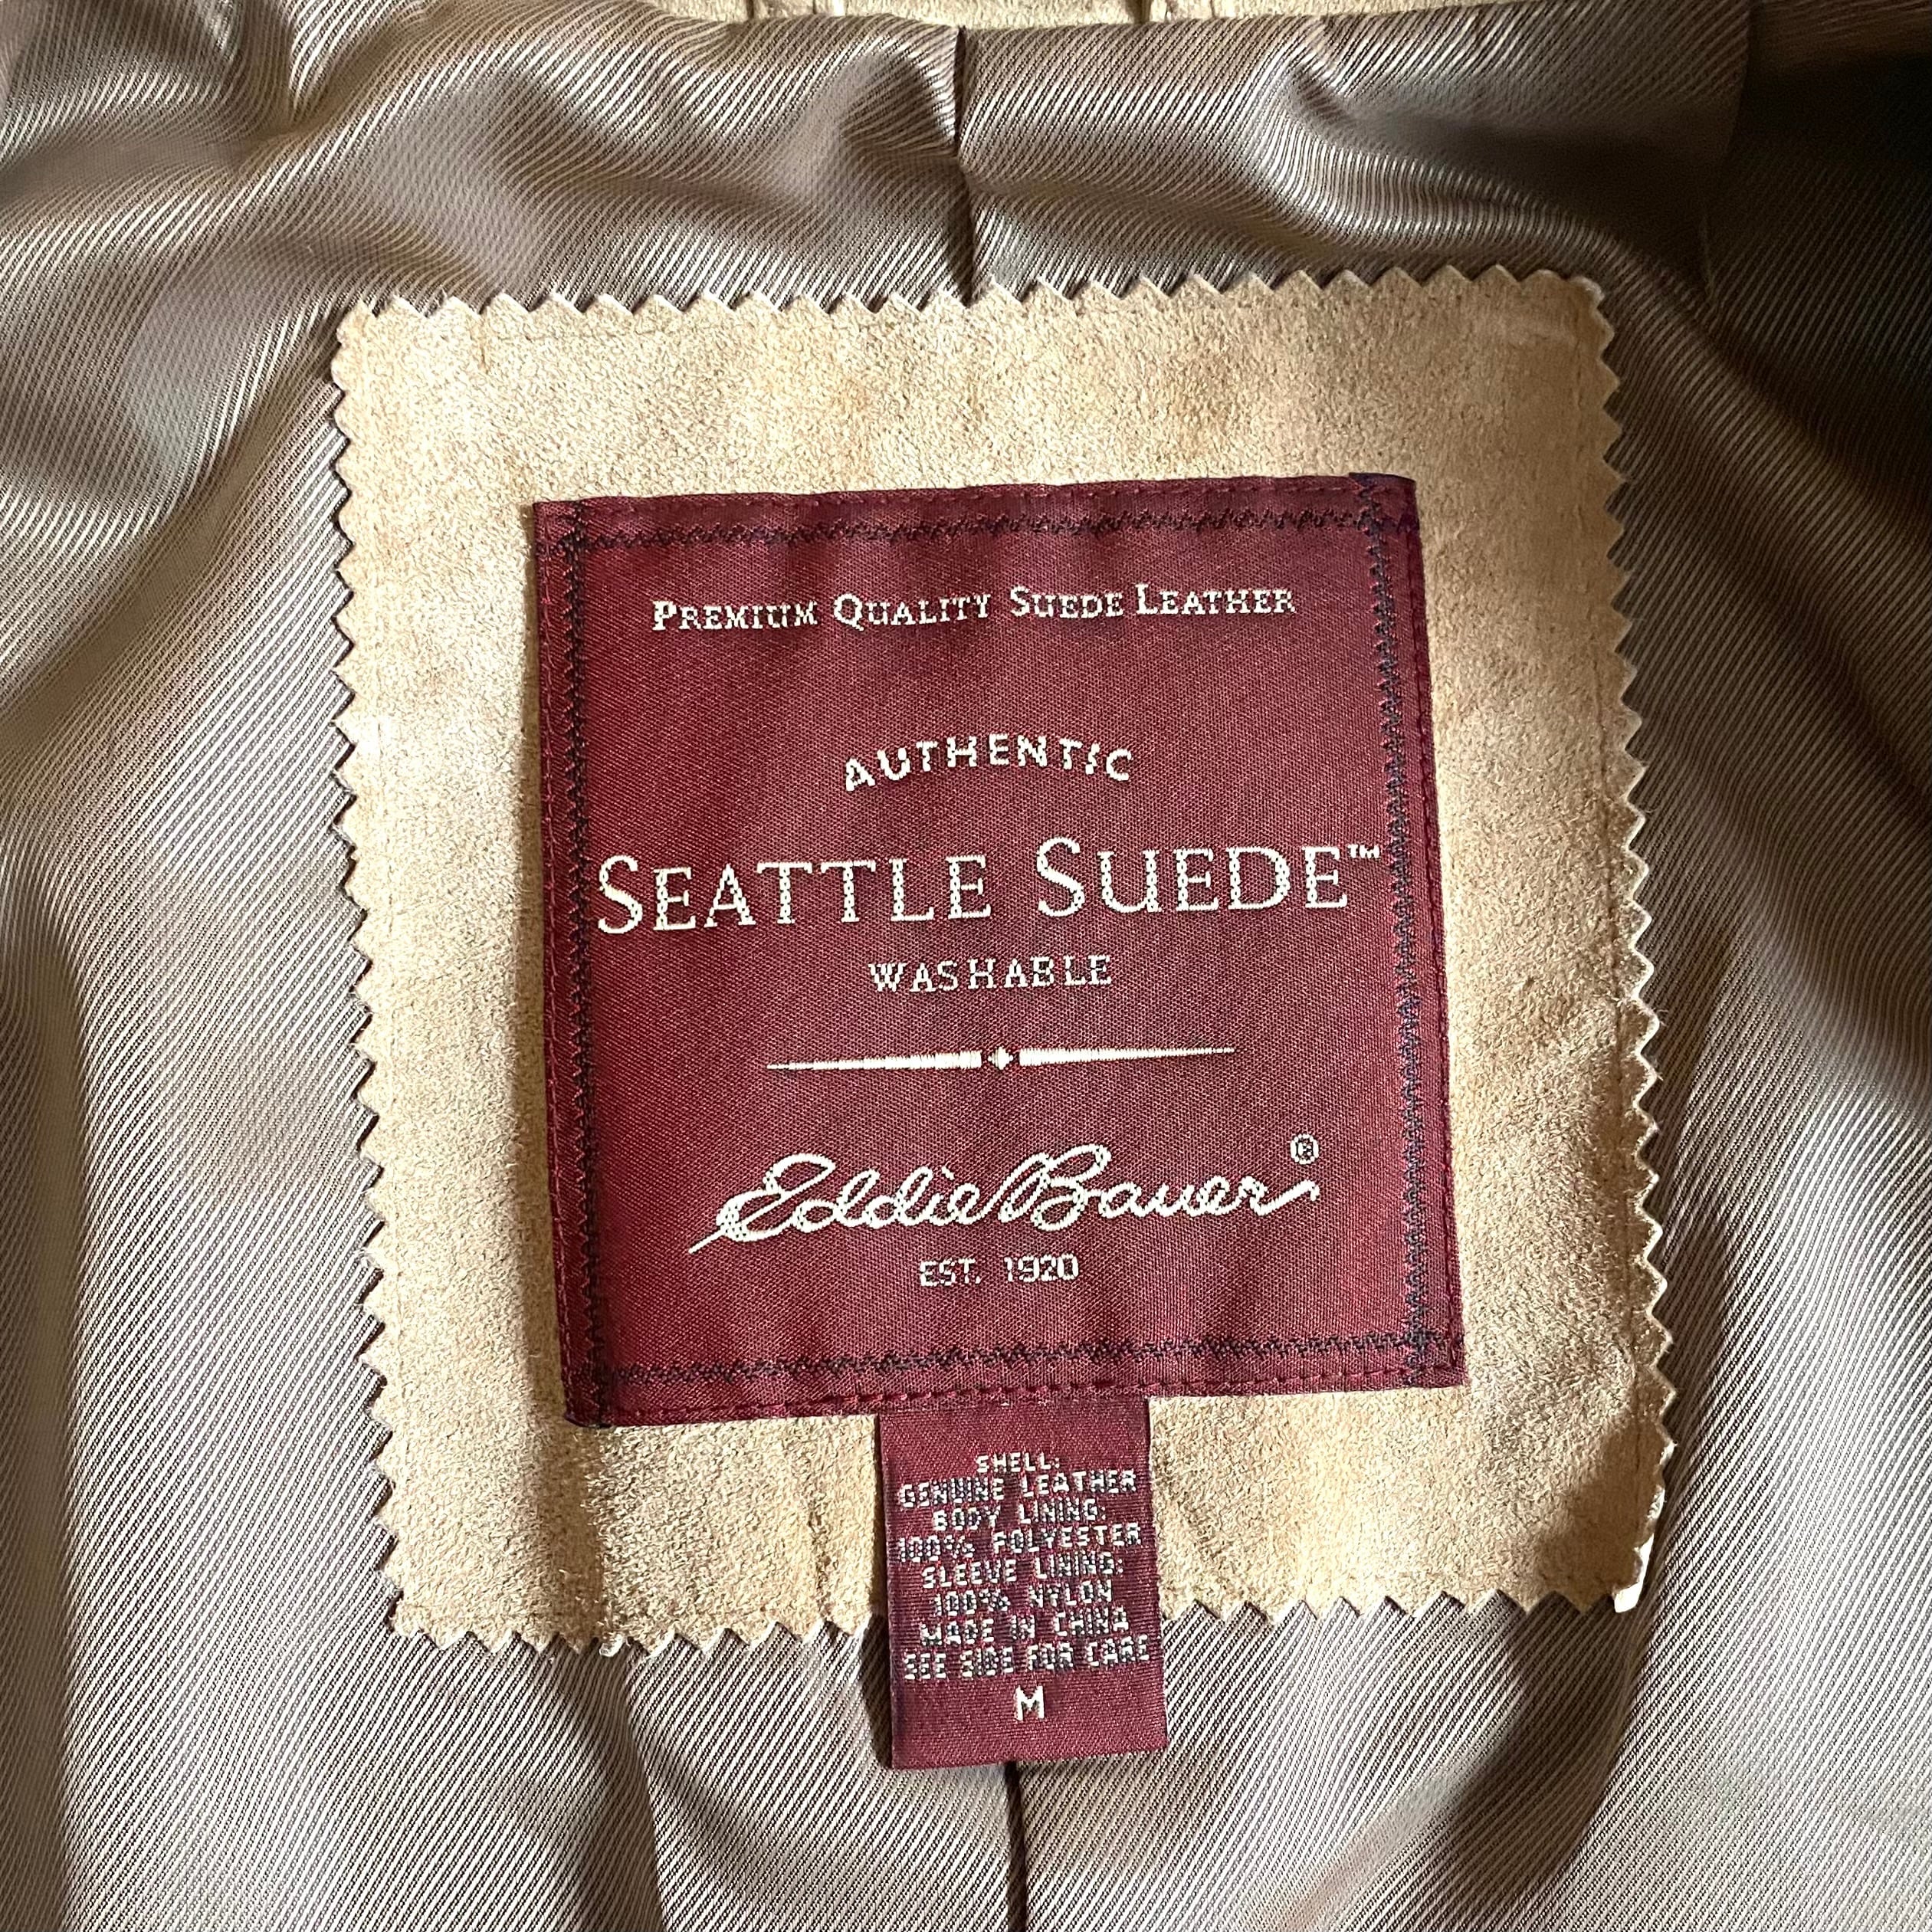 PREMIUM QUALITY SUEDE LEATHER
AUTHENTIC
SEATTLE SUEDE™
WASHABLE
Eddie Bauer®
EST. 1920
SHELL:
GENUINE LEATHER
BODY LINING:
100% POLYESTER
SLEEVE LINING:
100% NYLON
MADE IN CHINA
SEE SIDE FOR CARE
M